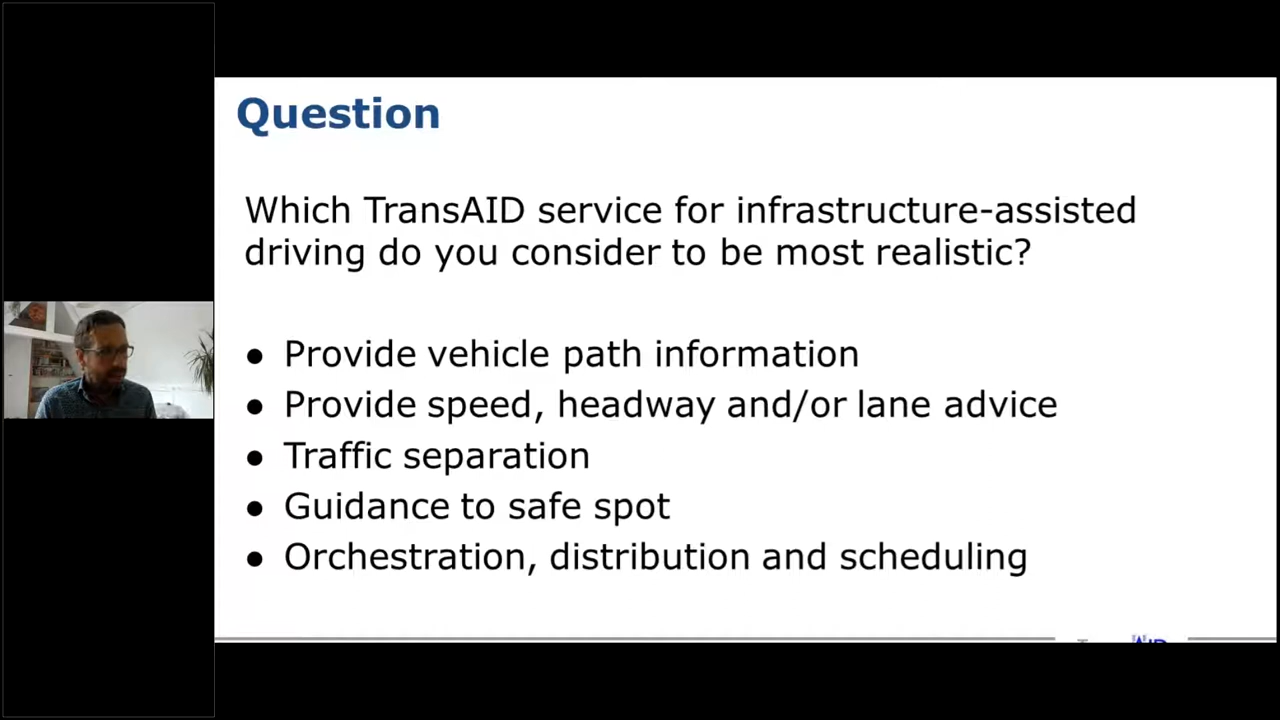 Question
Which TransAID service for infrastructure-assisted
driving do you consider to be most realistic?
● Provide vehicle path information
● Provide speed, headway and/or lane advice
● Traffic separation
● Guidance to safe spot
● Orchestration, distribution and scheduling